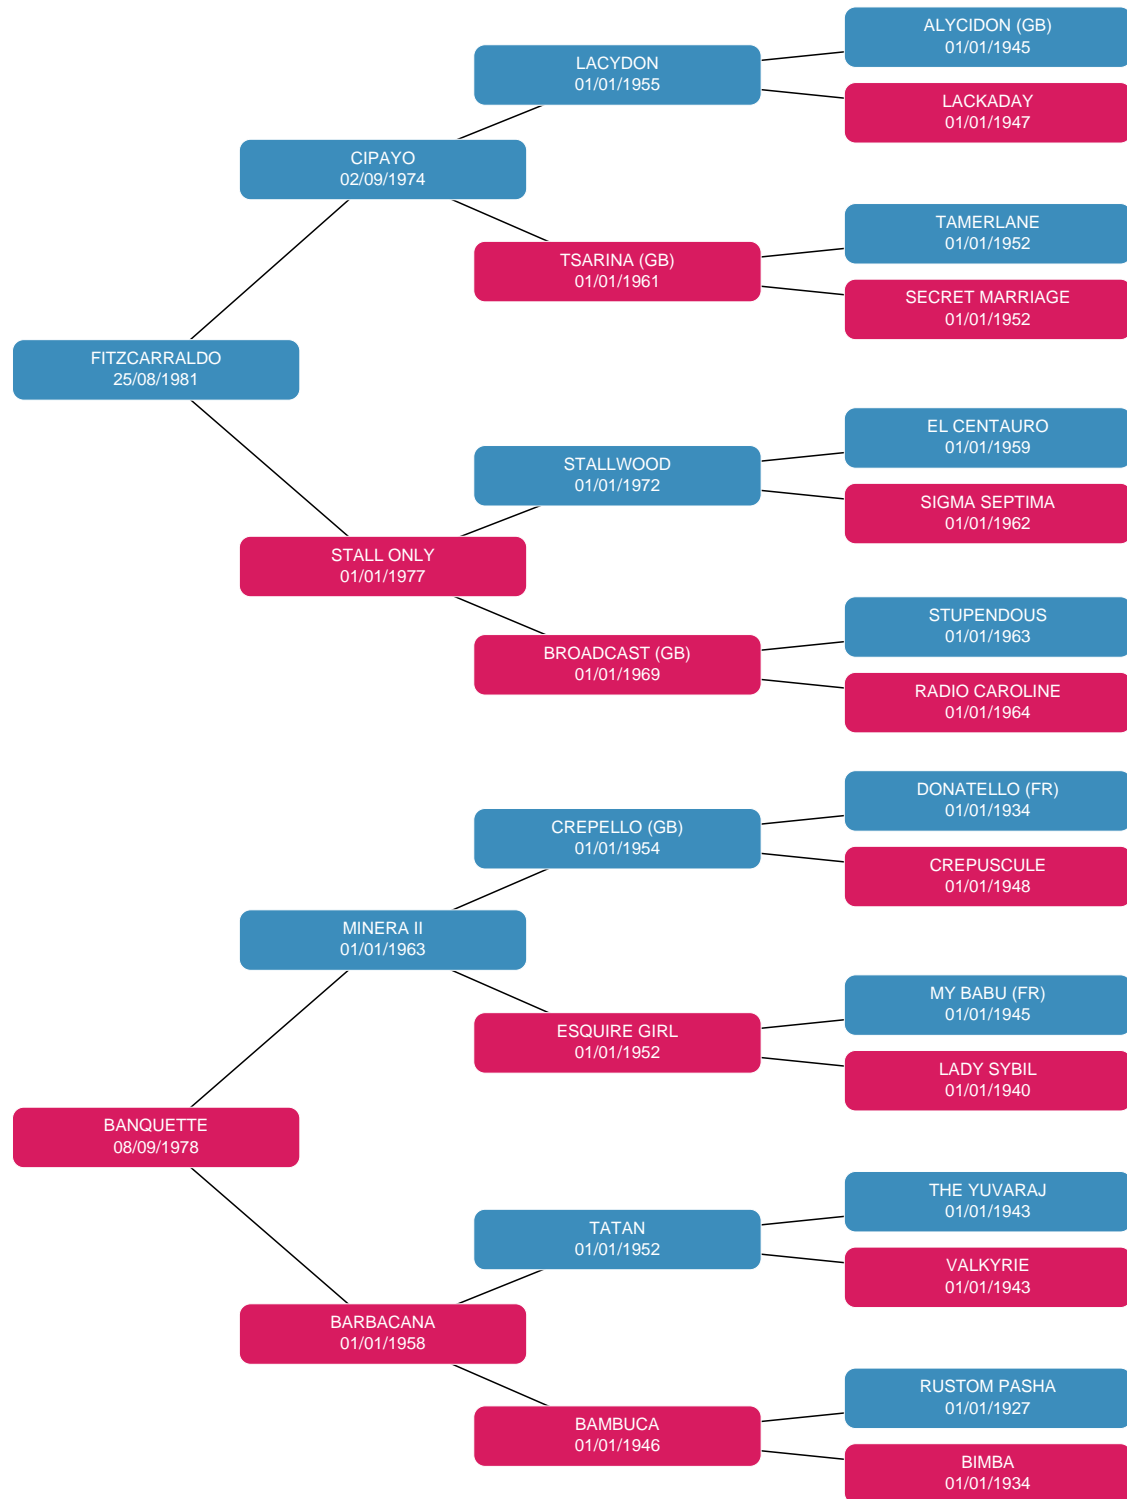 ALYCIDON (GB)
01/01/1945
LACYDON
01/01/1955
LACKADAY
01/01/1947
CIPAYO
02/09/1974
TAMERLANE
01/01/1952
TSARINA (GB)
01/01/1961
SECRET MARRIAGE
01/01/1952
FITZCARRALDO
25/08/1981
EL CENTAURO
01/01/1959
STALLWOOD
01/01/1972
SIGMA SEPTIMA
01/01/1962
STALL ONLY
01/01/1977
STUPENDOUS
01/01/1963
BROADCAST (GB)
01/01/1969
RADIO CAROLINE
01/01/1964
DONATELLO (FR)
01/01/1934
CREPELLO (GB)
01/01/1954
CREPUSCULE
01/01/1948
MINERA II
01/01/1963
MY BABU (FR)
01/01/1945
ESQUIRE GIRL
01/01/1952
LADY SYBIL
01/01/1940
BANQUETTE
08/09/1978
THE YUVARAJ
01/01/1943
TATAN
01/01/1952
VALKYRIE
01/01/1943
BARBACANA
01/01/1958
RUSTOM PASHA
01/01/1927
BAMBUCA
01/01/1946
BIMBA
01/01/1934